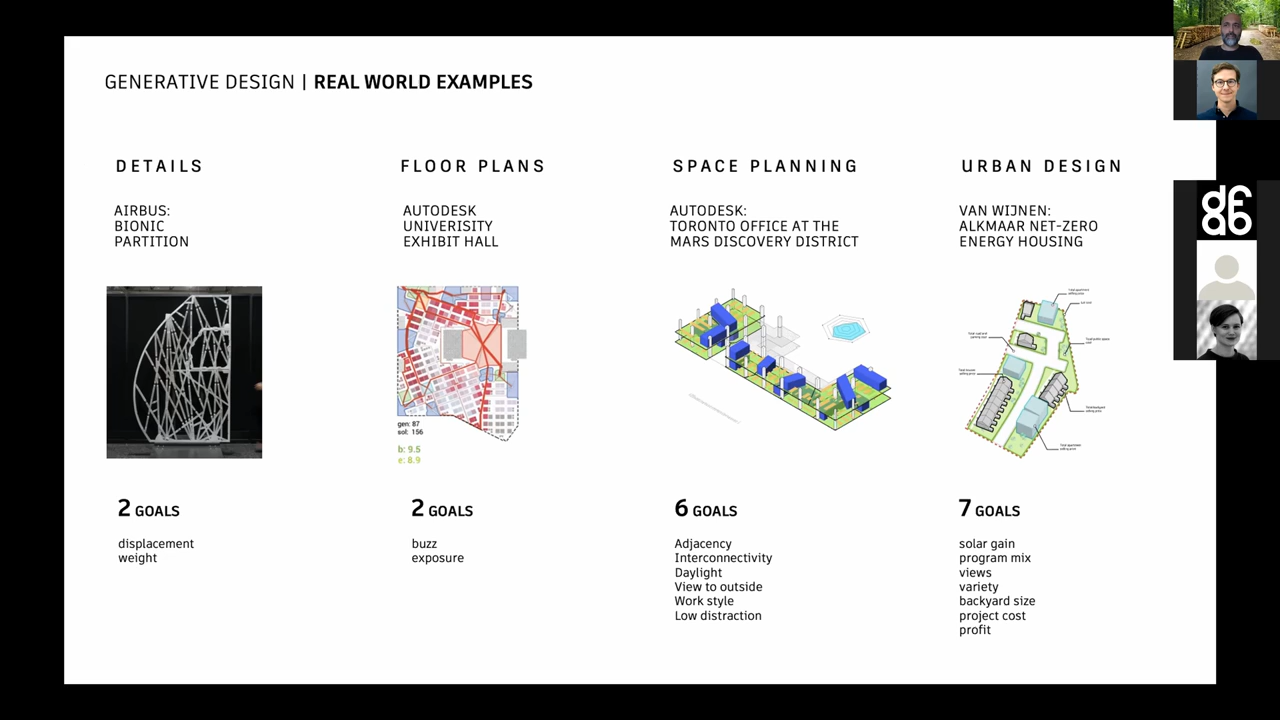 GENERATIVE DESIGN | REAL WORLD EXAMPLES
DETAILS
AIRBUS:
BIONIC
PARTITION
2 GOALS
displacement
weight
FLOOR PLANS
AUTODESK
UNIVERISITY
EXHIBIT HALL
gen: 87
sol: 156
b: 9.5
e: 8.9
2 GOALS
buzz
exposure
SPACE PLANNING
AUTODESK:
TORONTO OFFICE AT THE
MARS DISCOVERY DISTRICT
6 GOALS
Adjacency
Interconnectivity
Daylight
View to outside
Work style
Low distraction
URBAN DESIGN
VAN WIJNEN:
ALKMAAR NET-ZERO
ENERGY HOUSING
7 GOALS
solar gain
program mix
views
variety
backyard size
project cost
profit